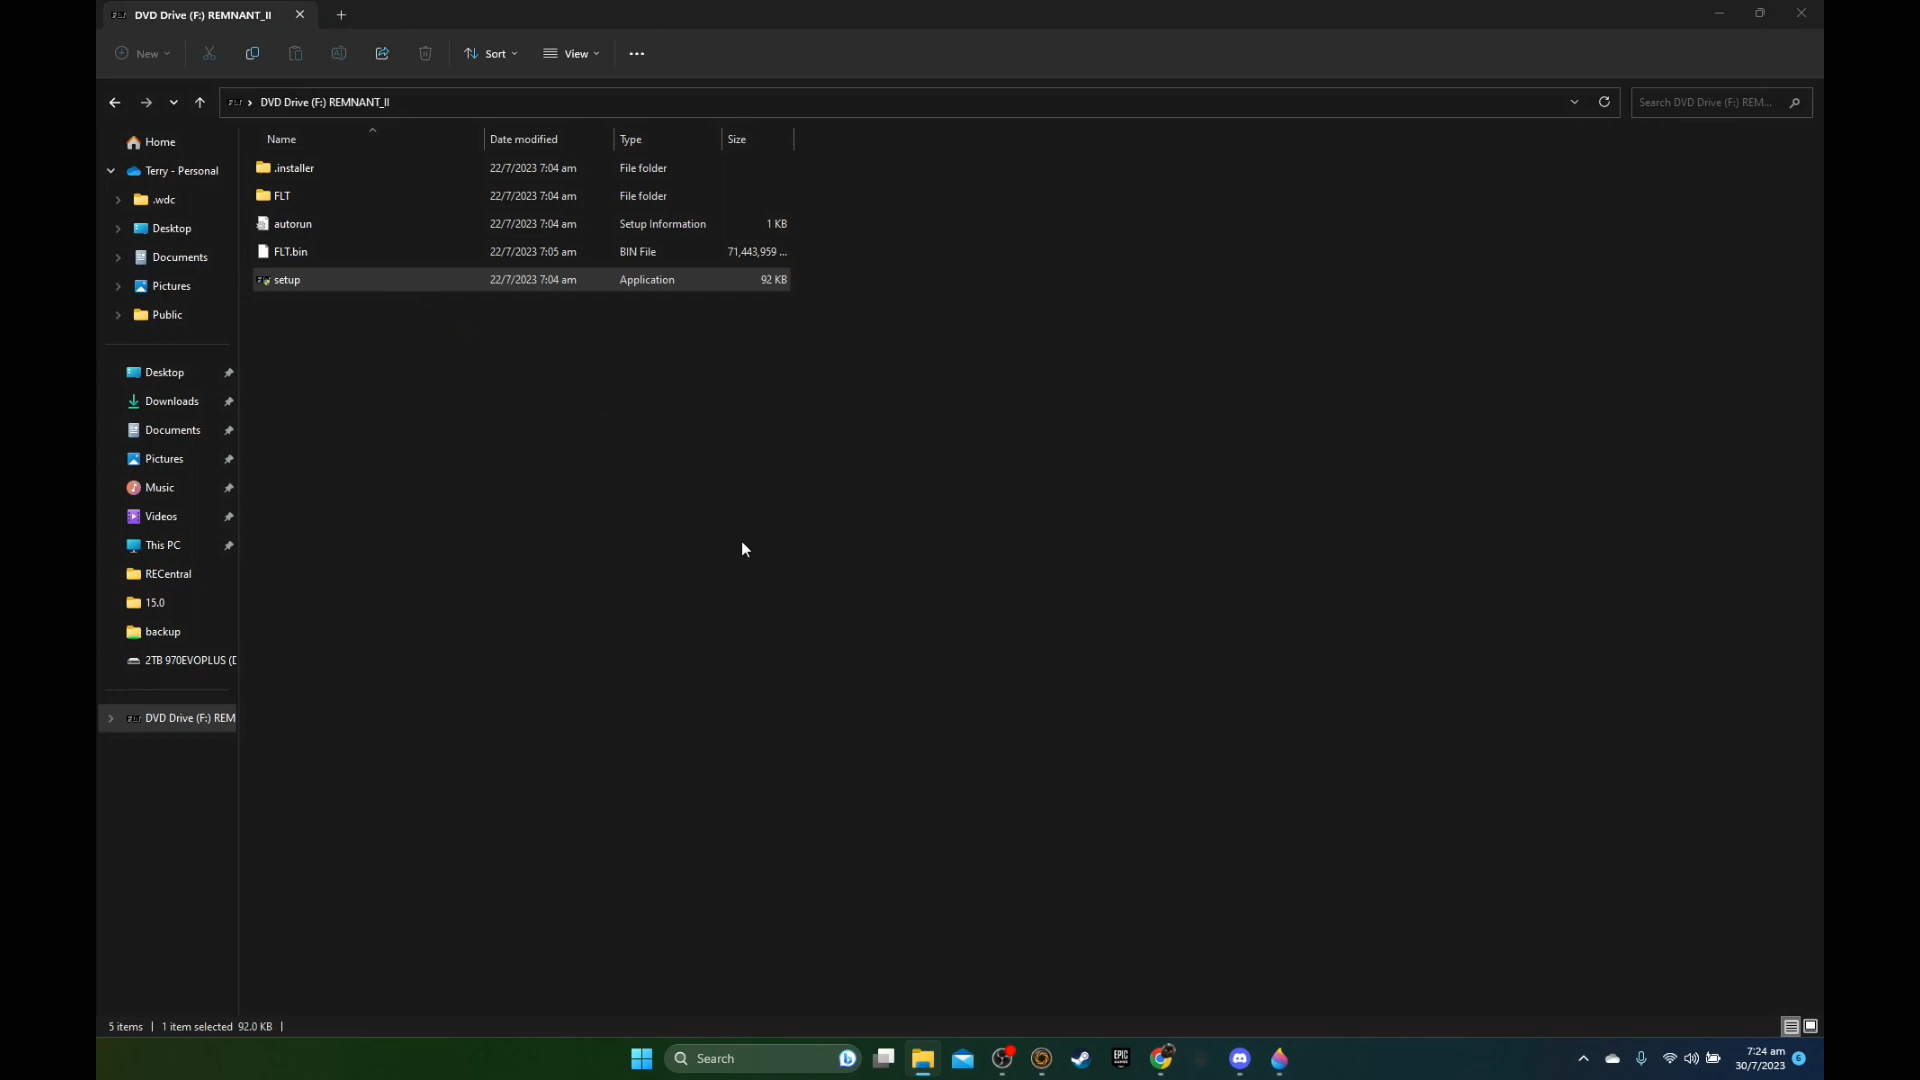 DVD Drive (F:) REMNANT_II
New
Sort
View
DVD Drive (F:) REMNANT_II
Search DVD Drive (F:) REM...
Name Date modified Type Size
.installer 22/7/2023 7:04 am File folder
FLT 22/7/2023 7:04 am File folder
autorun 22/7/2023 7:04 am Setup Information 1 KB
FLT.bin 22/7/2023 7:05 am BIN File 71,443,959 ...
setup 22/7/2023 7:04 am Application 92 KB
Home
Terry - Personal
.wdc
Desktop
Documents
Pictures
Public
Desktop
Downloads
Documents
Pictures
Music
Videos
This PC
RECentral
15.0
backup
2TB 970EVOPLUS (D
DVD Drive (F:) REM
5 items 1 item selected 92.0 KB
Search
EPIC
GAMES
7:24 am
30/7/2023
6